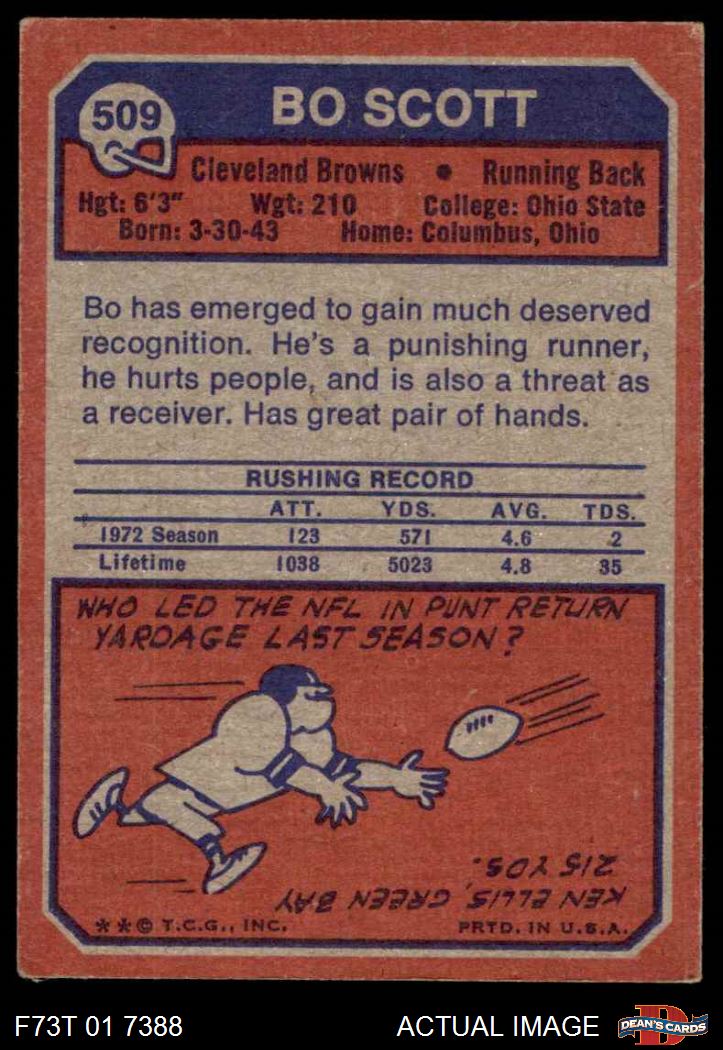 509
BO SCOTT
Cleveland Browns • Running Back
Hgt: 6'3" Wgt: 210 College: Ohio State
Born: 3-30-43 Home: Columbus, Ohio
Bo has emerged to gain much deserved
recognition. He's a punishing runner,
he hurts people, and is also a threat as
a receiver. Has great pair of hands.
RUSHING RECORD
ATT. YDS. AVG. TDS.
1972 Season 123 571 4.6 2
Lifetime 1038 5023 4.8 35
WHO LED THE NFL IN PUNT RETURN
YARDAGE LAST SEASON?
KEN ELLIS, GREEN BAY
215 YDS.
**© T.C.G., INC. PRTD. IN U.S.A.
F73T 01 7388 ACTUAL IMAGE
D
DEAN'S CARDS